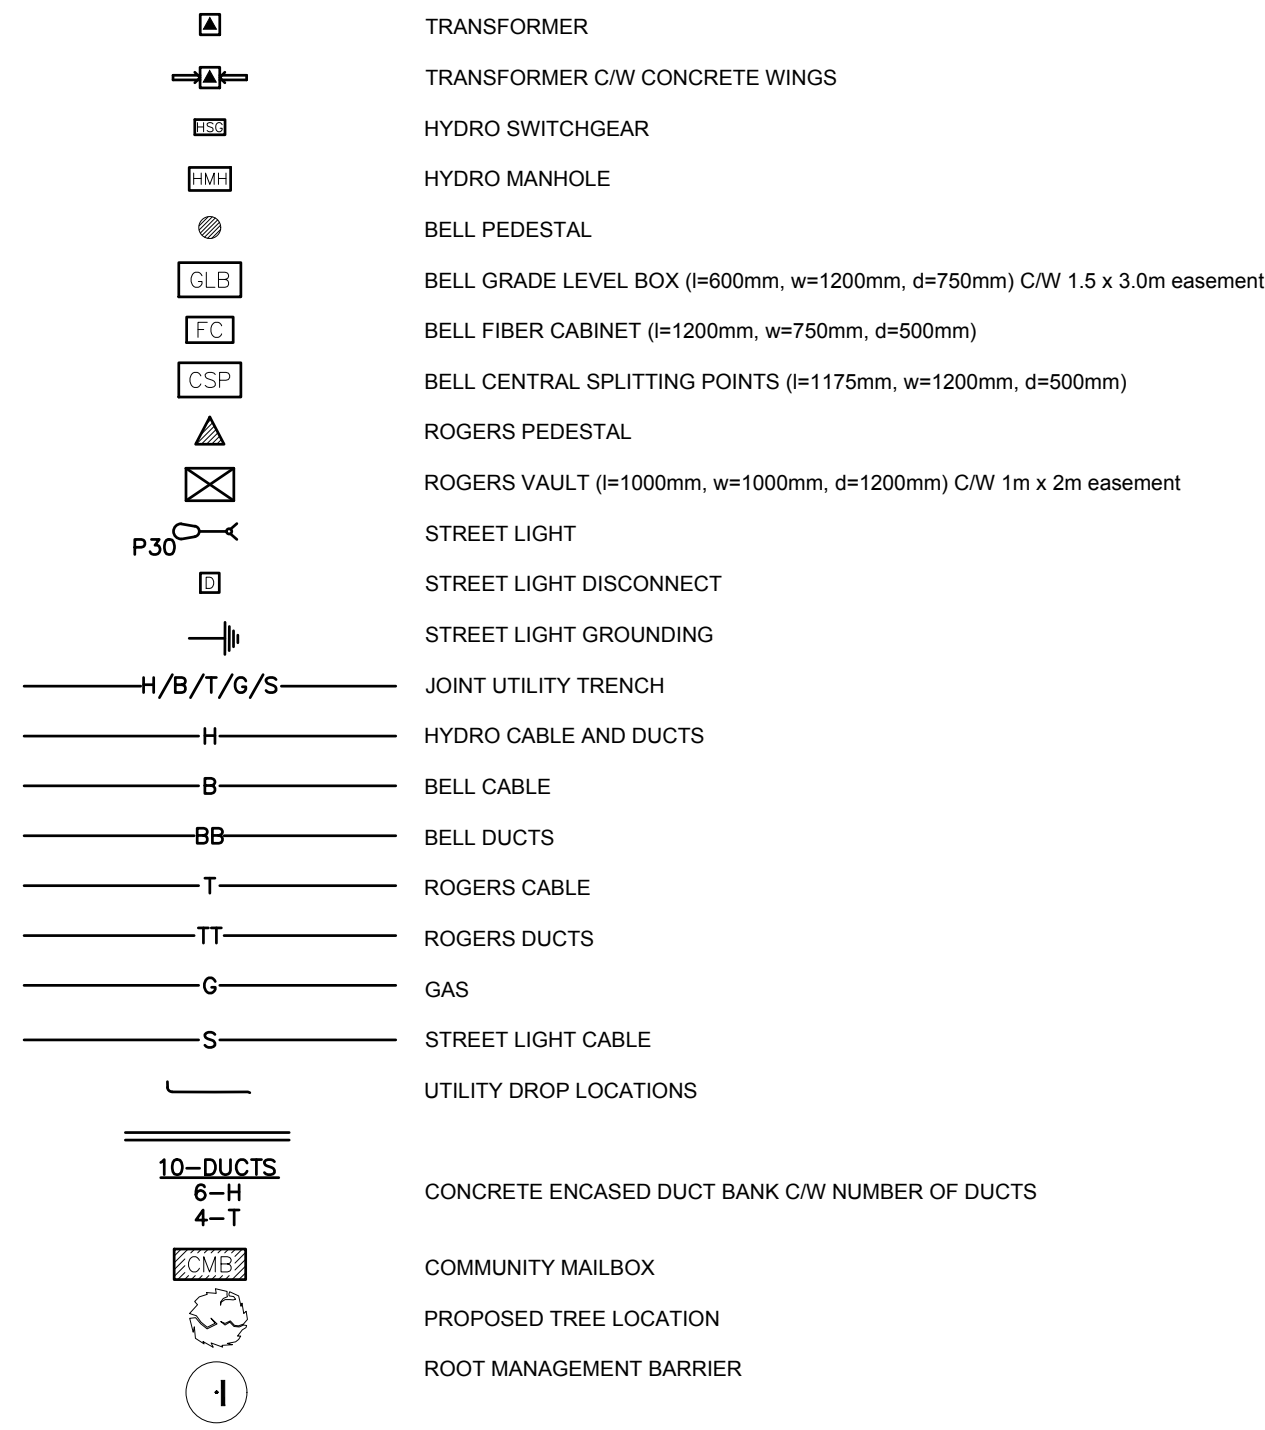 TRANSFORMER
TRANSFORMER C/W CONCRETE WINGS
HSG HYDRO SWITCHGEAR
HMH HYDRO MANHOLE
BELL PEDESTAL
GLB BELL GRADE LEVEL BOX (l=600mm, w=1200mm, d=750mm) C/W 1.5 x 3.0m easement
FC BELL FIBER CABINET (l=1200mm, w=750mm, d=500mm)
CSP BELL CENTRAL SPLITTING POINTS (l=1175mm, w=1200mm, d=500mm)
ROGERS PEDESTAL
ROGERS VAULT (l=1000mm, w=1000mm, d=1200mm) C/W 1m x 2m easement
P30 STREET LIGHT
D STREET LIGHT DISCONNECT
STREET LIGHT GROUNDING
H/B/T/G/S JOINT UTILITY TRENCH
H HYDRO CABLE AND DUCTS
B BELL CABLE
BB BELL DUCTS
T ROGERS CABLE
TT ROGERS DUCTS
G GAS
S STREET LIGHT CABLE
UTILITY DROP LOCATIONS
10-DUCTS
6-H CONCRETE ENCASED DUCT BANK C/W NUMBER OF DUCTS
4-T
CMB COMMUNITY MAILBOX
PROPOSED TREE LOCATION
ROOT MANAGEMENT BARRIER